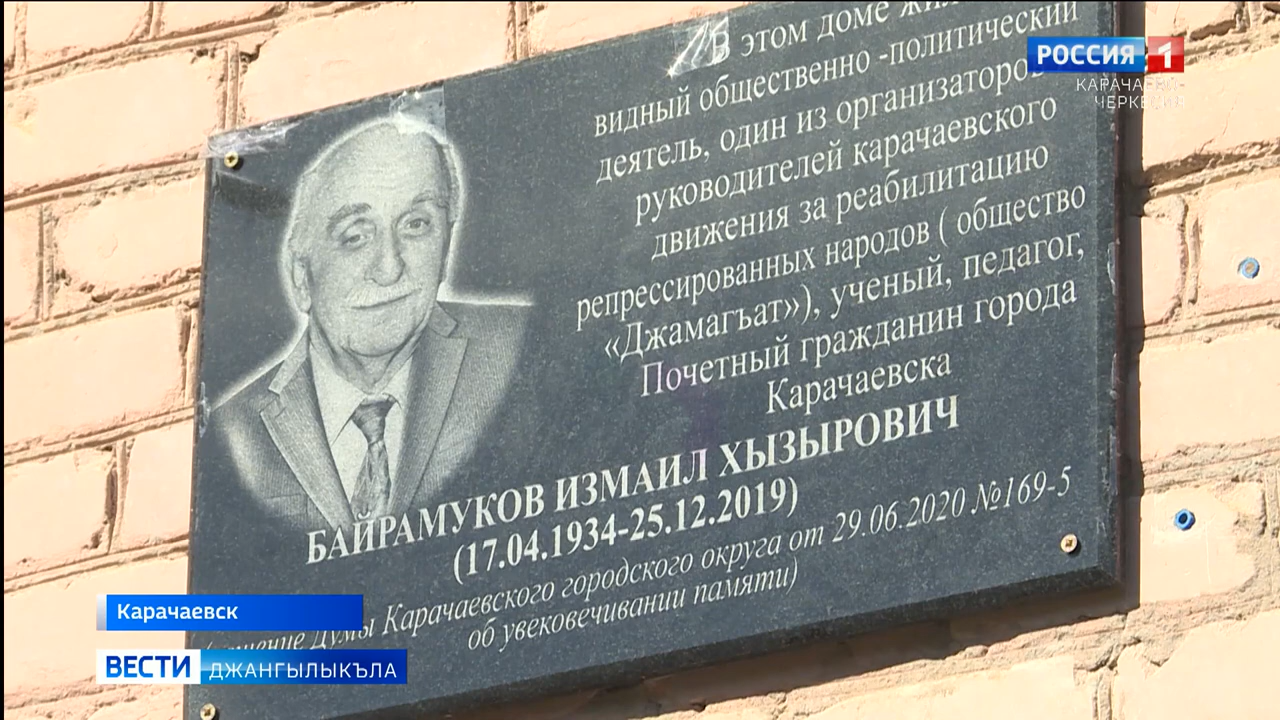 В этом доме жил
видный общественно -политический
деятель, один из организаторов
руководителей карачаевского
движения за реабилитацию
репрессированных народов ( общество
«Джамагъат»), ученый, педагог,
Почетный гражданин города
Карачаевска
БАЙРАМУКОВ ИЗМАИЛ ХЫЗЫРОВИЧ
(17.04.1934-25.12.2019)
Думы Карачаевского городского округа от 29.06.2020 №169-5
об увековечивании памяти)
РОССИЯ 1
КАРАЧАЕВО-
ЧЕРКЕСИЯ
Карачаевск
ВЕСТИ ДЖАНГЫЛЫКЪЛА